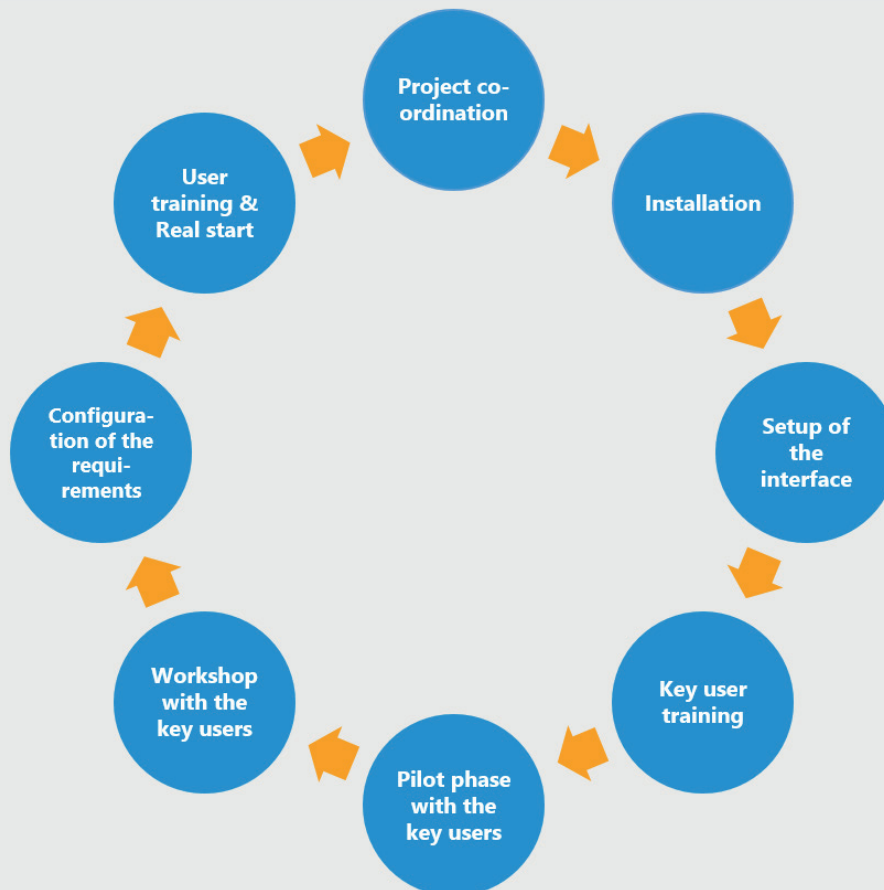 Project co-
ordination
Installation
Setup of
the
interface
Key user
training
Pilot phase
with the
key users
Workshop
with the
key users
Configura-
tion of the
requi-
rements
User
training &
Real start